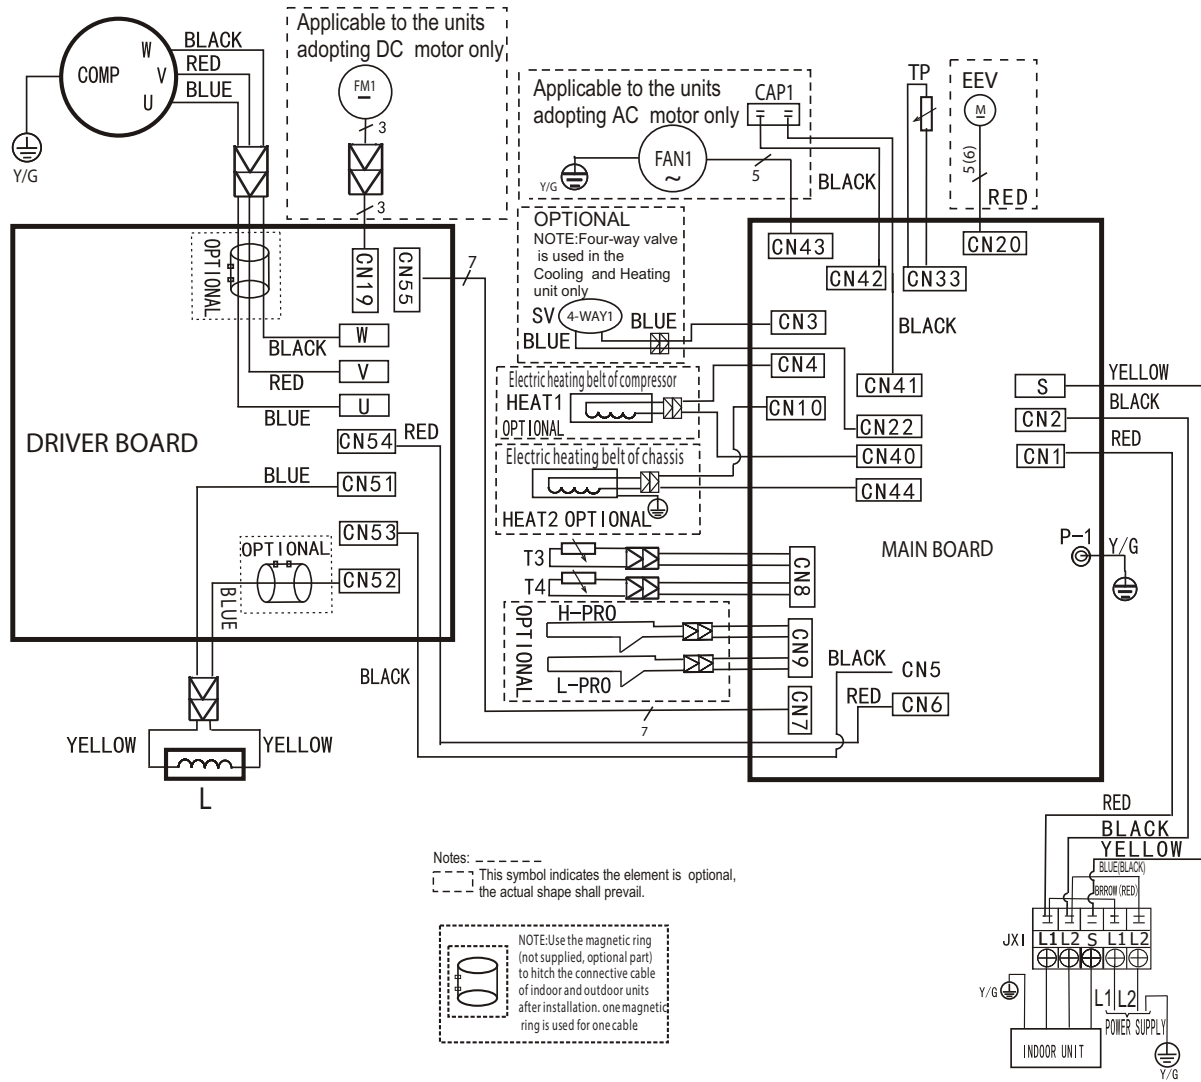 Applicable to the units
adopting DC motor only
COMP
W
V
U
BLACK
RED
BLUE
Y/G
FM1
3
3
Applicable to the units
adopting AC motor only
CAP1
FAN1
5
Y/G
BLACK
TP
EEV
M
5(6)
RED
OPTIONAL
CN19
CN55
7
W
BLACK
V
RED
U
BLUE
CN54
RED
DRIVER BOARD
BLUE
CN51
CN53
OPTIONAL
CN52
BLUE
BLACK
YELLOW
YELLOW
L
OPTIONAL
NOTE:Four-way valve
is used in the
Cooling and Heating
unit only
SV
4-WAY1
BLUE
BLUE
Electric heating belt of compressor
HEAT1
OPTIONAL
Electric heating belt of chassis
HEAT2 OPTIONAL
T3
T4
OPTIONAL
H-PRO
L-PRO
7
CN43
CN42
CN33
CN20
CN3
BLACK
CN4
CN41
CN10
CN22
CN40
CN44
S
YELLOW
CN2
BLACK
CN1
RED
MAIN BOARD
P-1
Y/G
CN8
CN9
CN7
BLACK
CN5
RED
CN6
RED
BLACK
YELLOW
BLUE(BLACK)
BRROW(RED)
JX1
L1 L2 S L1 L2
Y/G
L1 L2
POWER SUPPLY
INDOOR UNIT
Y/G
Notes:
This symbol indicates the element is optional,
the actual shape shall prevail.
NOTE:Use the magnetic ring
(not supplied, optional part)
to hitch the connective cable
of indoor and outdoor units
after installation. one magnetic
ring is used for one cable